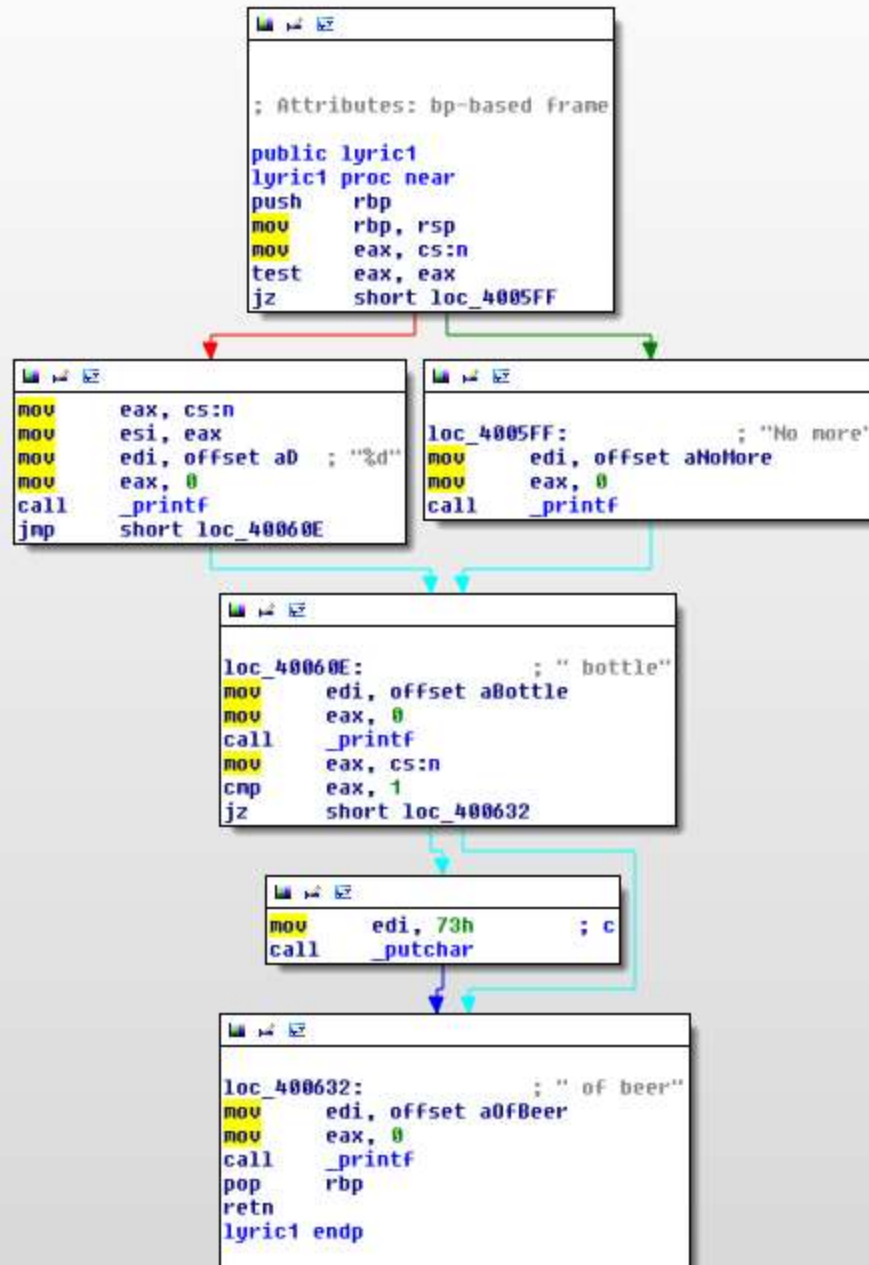 ; Attributes: bp-based frame
public lyric1
lyric1 proc near
push rbp
mov rbp, rsp
mov eax, cs:n
test eax, eax
jz short loc_4005FF
mov eax, cs:n
mov esi, eax
mov edi, offset aD ; "%d"
mov eax, 0
call _printf
jmp short loc_40060E
loc_4005FF: ; "No more"
mov edi, offset aNoMore
mov eax, 0
call _printf
loc_40060E: ; " bottle"
mov edi, offset aBottle
mov eax, 0
call _printf
mov eax, cs:n
cmp eax, 1
jz short loc_400632
mov edi, 73h ; c
call _putchar
loc_400632: ; " of beer"
mov edi, offset aOfBeer
mov eax, 0
call _printf
pop rbp
retn
lyric1 endp